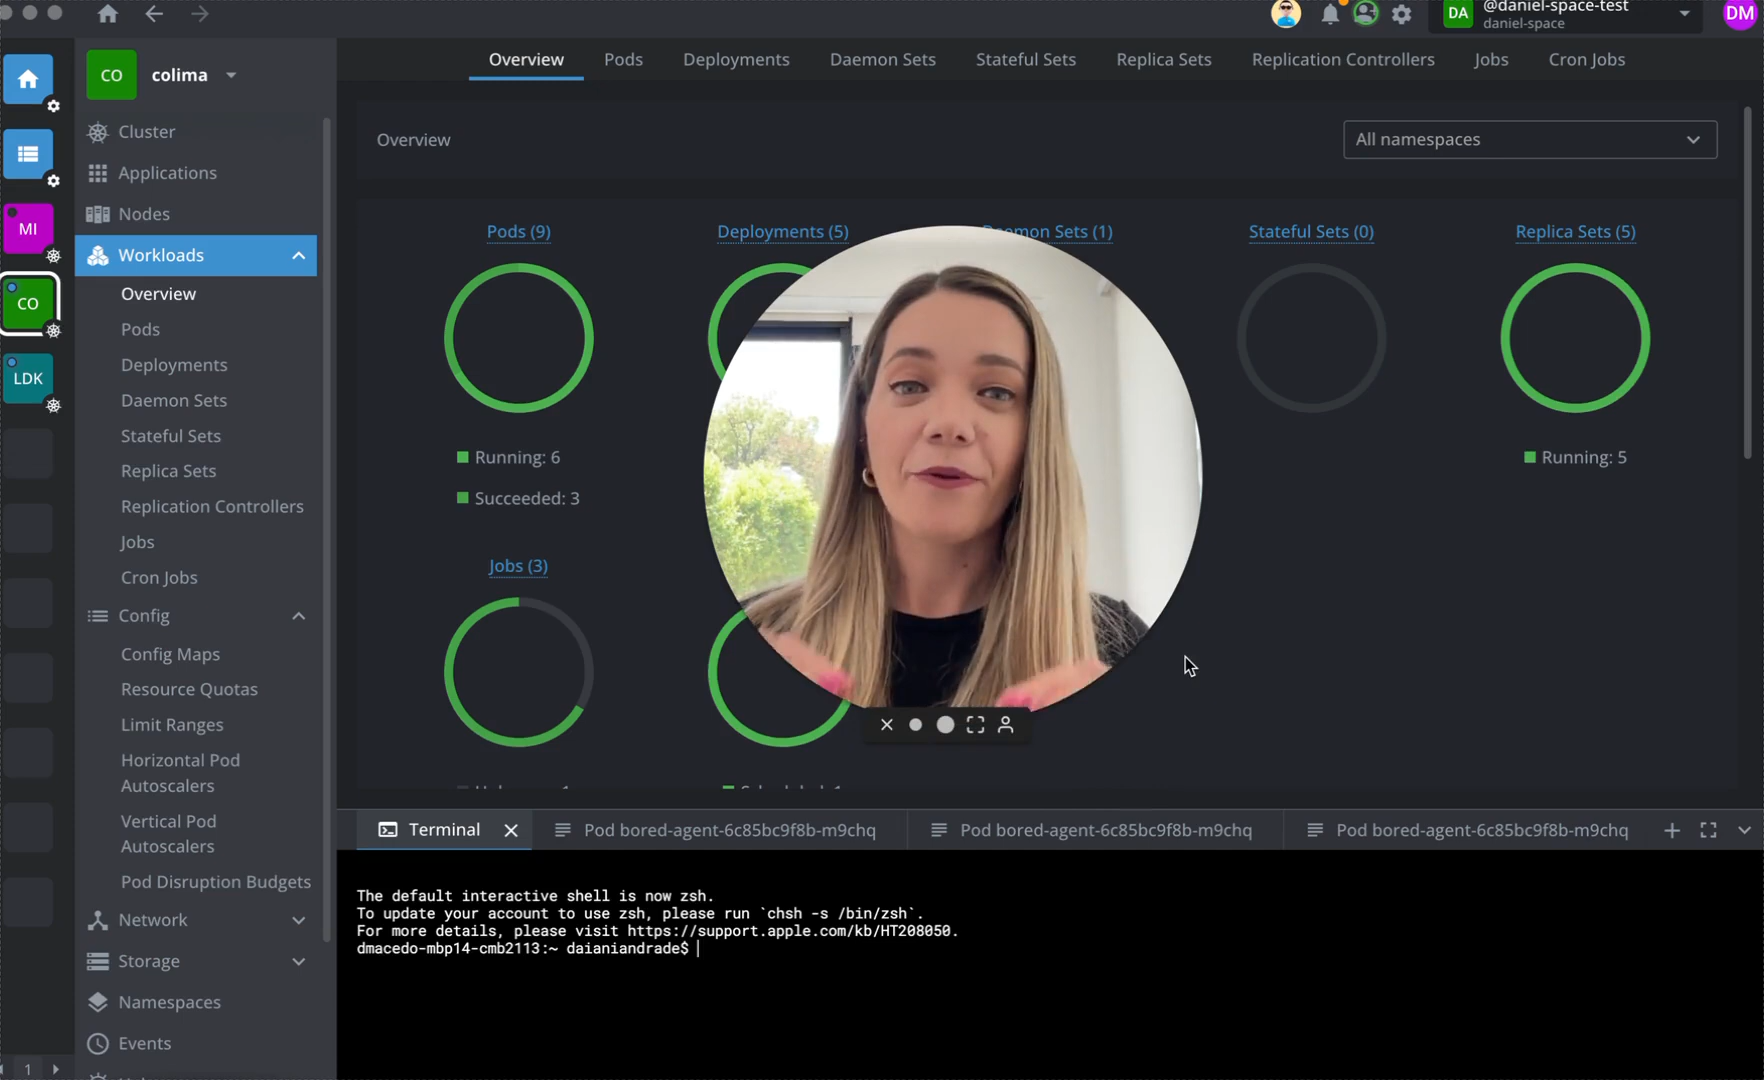 @daniel-space-test
DA
daniel-space
DM
CO
colima
Overview
Pods
Deployments
Daemon Sets
Stateful Sets
Replica Sets
Replication Controllers
Jobs
Cron Jobs
MI
CO
LDK
1
Cluster
Applications
Nodes
Workloads
Overview
Pods
Deployments
Daemon Sets
Stateful Sets
Replica Sets
Replication Controllers
Jobs
Cron Jobs
Config
Config Maps
Resource Quotas
Limit Ranges
Horizontal Pod
Autoscalers
Vertical Pod
Autoscalers
Pod Disruption Budgets
Network
Storage
Namespaces
Events
Overview
All namespaces
Pods (9)
Deployments (5)
Sets (1)
Stateful Sets (0)
Replica Sets (5)
Running: 6
Succeeded: 3
Running: 5
Jobs (3)
Terminal
Pod bored-agent-6c85bc9f8b-m9chq
Pod bored-agent-6c85bc9f8b-m9chq
Pod bored-agent-6c85bc9f8b-m9chq
The default interactive shell is now zsh.
To update your account to use zsh, please run `chsh -s /bin/zsh`.
For more details, please visit https://support.apple.com/kb/HT208050.
dmacedo-mbp14-cmb2113:~ daianiandrade$